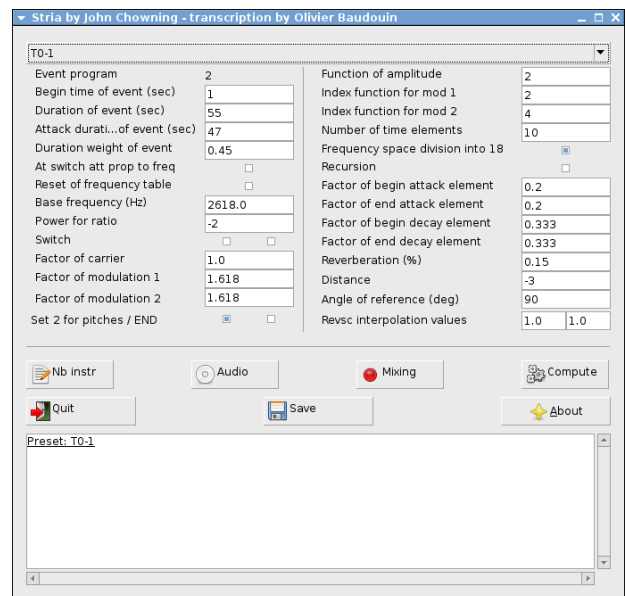 Stria by John Chowning - transcription by Olivier Baudouin
T0-1
Event program 2
Begin time of event (sec) 1
Duration of event (sec) 55
Attack durati...of event (sec) 47
Duration weight of event 0.45
At switch att prop to freq
Reset of frequency table
Base frequency (Hz) 2618.0
Power for ratio -2
Switch
Factor of carrier 1.0
Factor of modulation 1 1.618
Factor of modulation 2 1.618
Set 2 for pitches / END
Function of amplitude 2
Index function for mod 1 2
Index function for mod 2 4
Number of time elements 10
Frequency space division into 18
Recursion
Factor of begin attack element 0.2
Factor of end attack element 0.2
Factor of begin decay element 0.333
Factor of end decay element 0.333
Reverberation (%) 0.15
Distance -3
Angle of reference (deg) 90
Revsc interpolation values 1.0 1.0
Nb instr Audio Mixing Compute
Quit Save About
Preset: T0-1